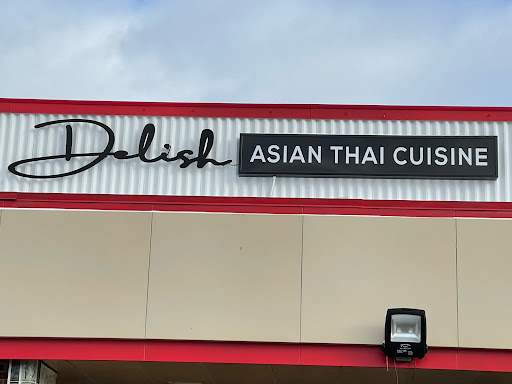 Delish ASIAN THAI CUISINE